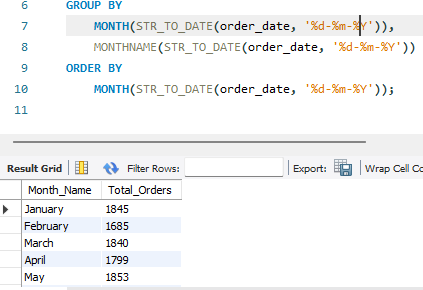 6 GROUP BY
7 MONTH(STR_TO_DATE(order_date, '%d-%m-%Y')),
8 MONTHNAME(STR_TO_DATE(order_date, '%d-%m-%Y'))
9 ORDER BY
10 MONTH(STR_TO_DATE(order_date, '%d-%m-%Y'));
11
Result Grid Filter Rows: Export: Wrap Cell Co
Month_Name Total_Orders
January 1845
February 1685
March 1840
April 1799
May 1853